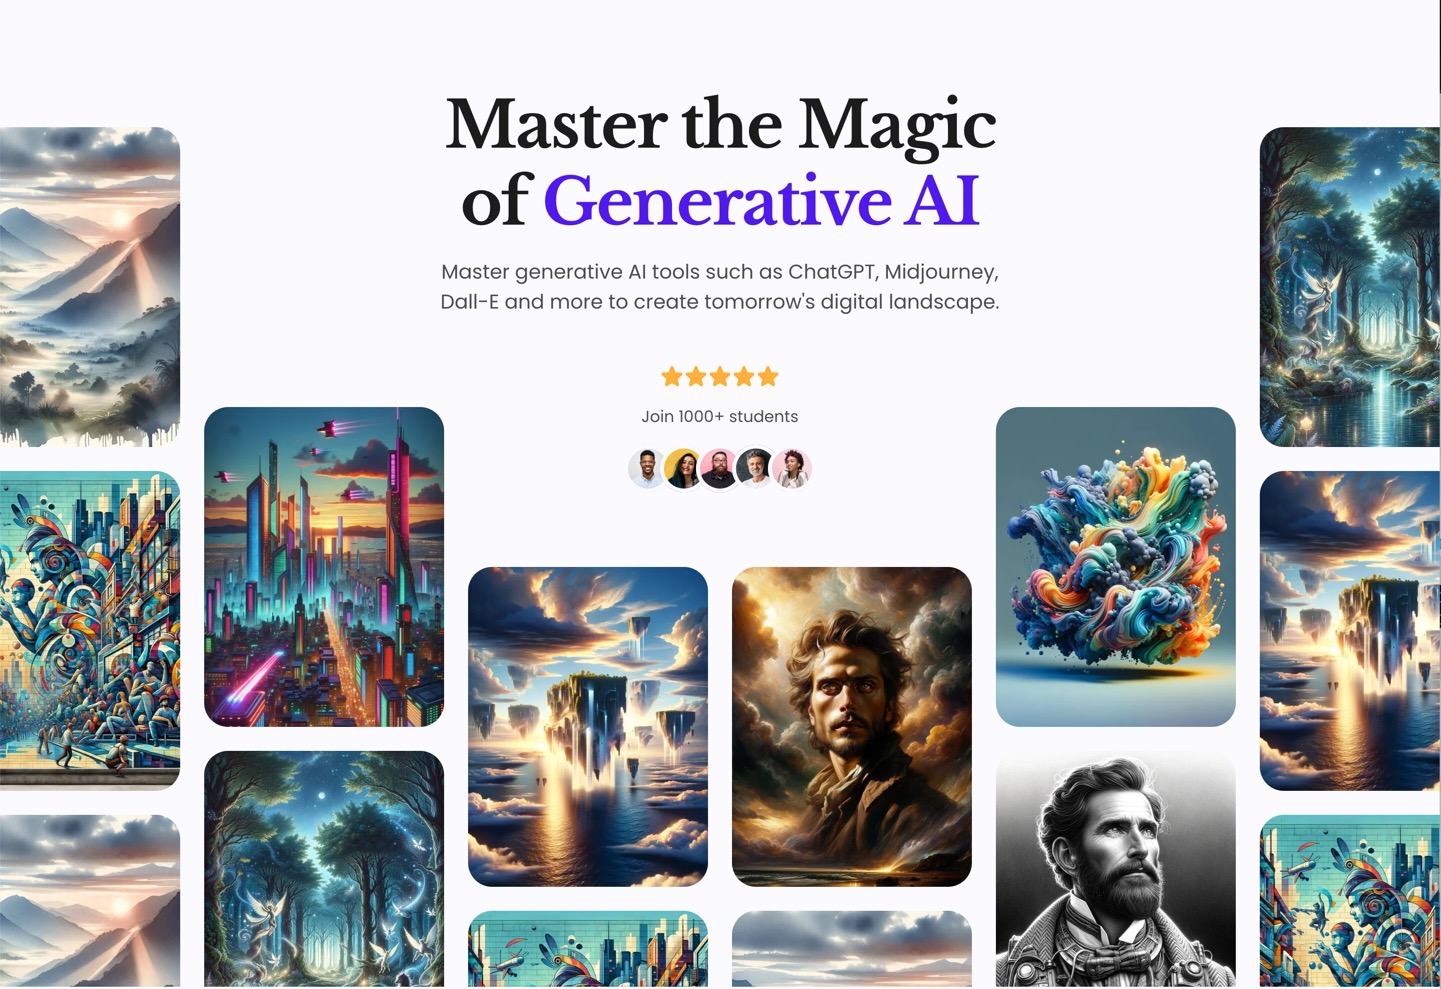 Master the Magic
of Generative AI
Master generative AI tools such as ChatGPT, Midjourney,
Dall-E and more to create tomorrow's digital landscape.
Join 1000+ students